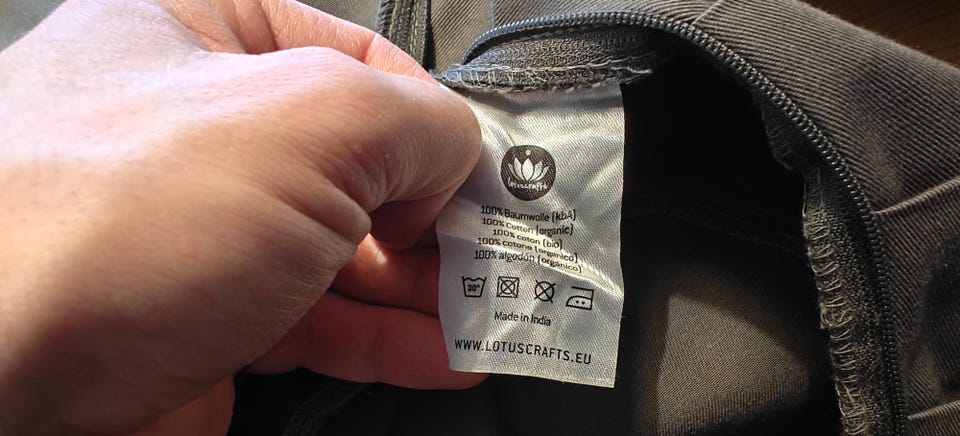 lotuscrafts
100% Baumwolle (kbA)
100% Cotton (organic)
100% coton (bio)
100% cotone (organico)
100% algodón (orgánico)
30°
Made in India
WWW.LOTUSCRAFTS.EU